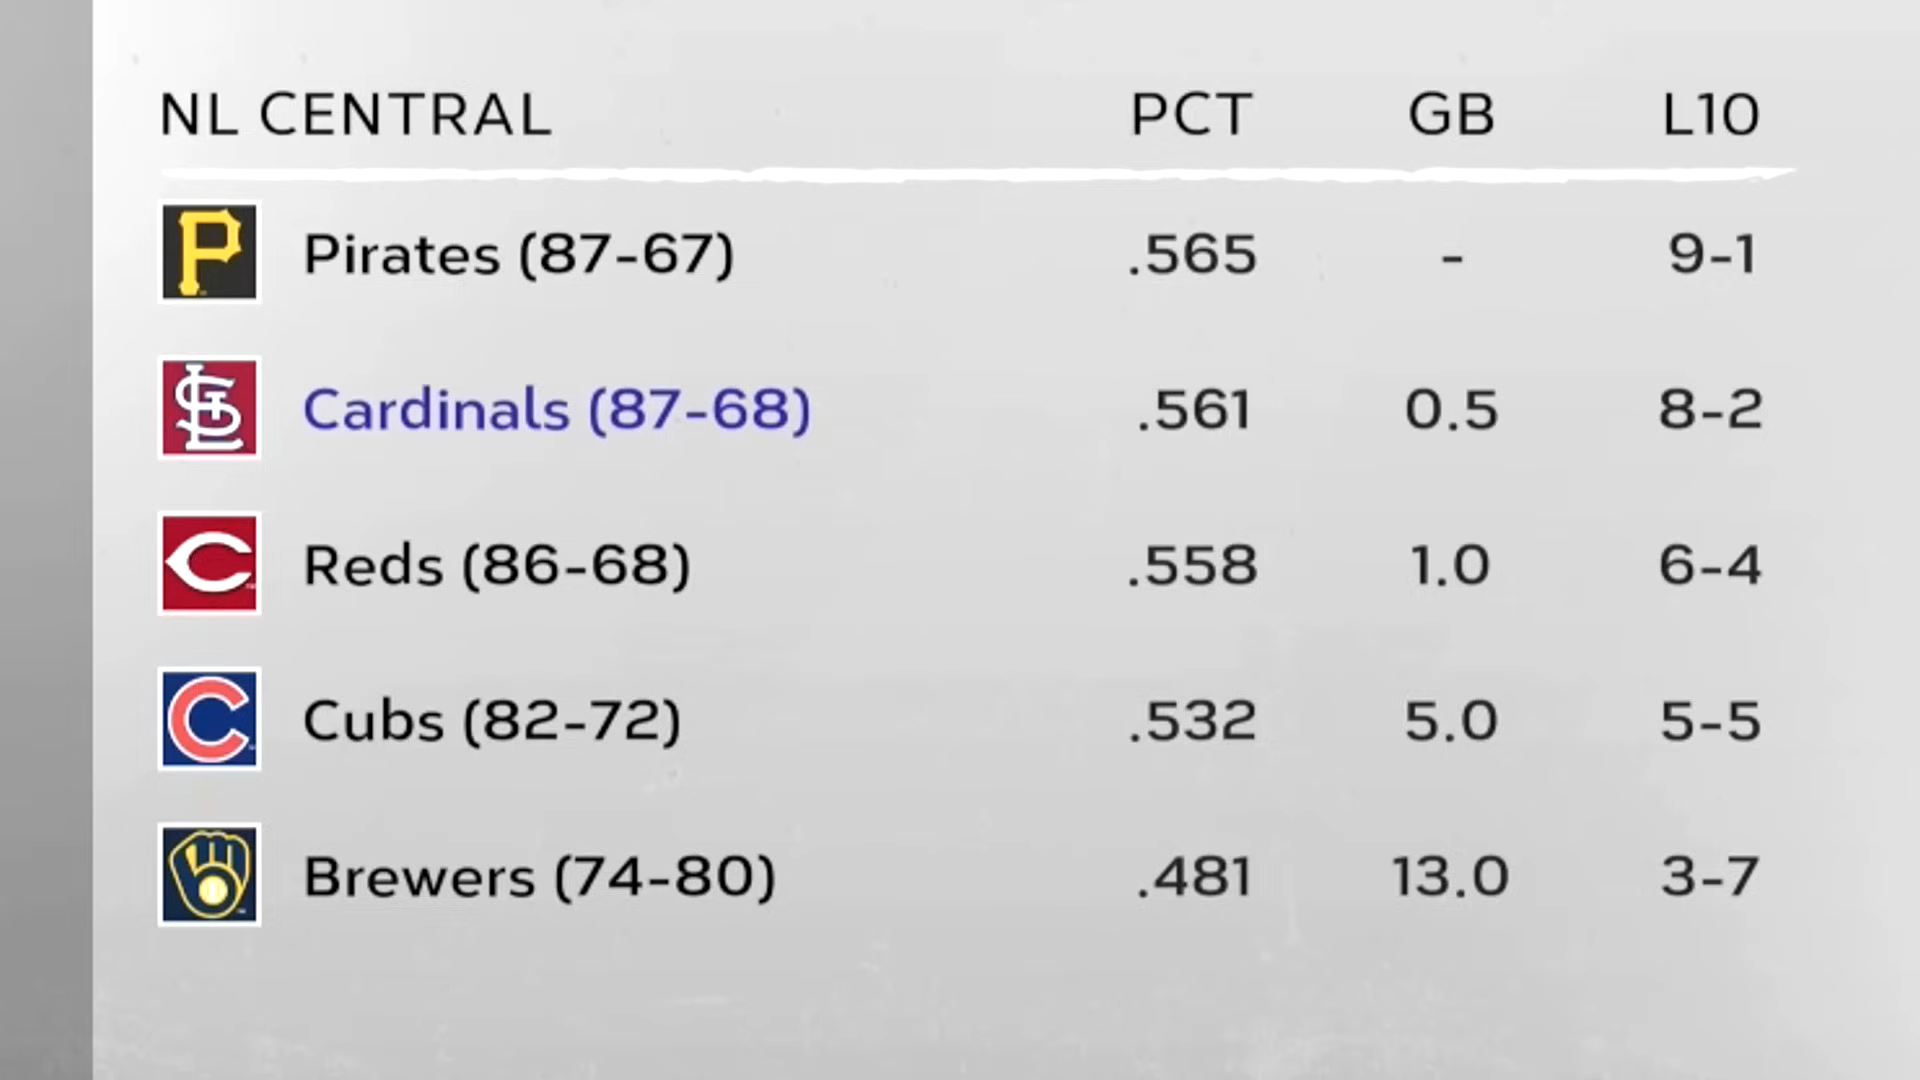 NL CENTRAL PCT GB L10
P Pirates (87-67) .565 - 9-1
STL Cardinals (87-68) .561 0.5 8-2
C Reds (86-68) .558 1.0 6-4
C Cubs (82-72) .532 5.0 5-5
Brewers (74-80) .481 13.0 3-7